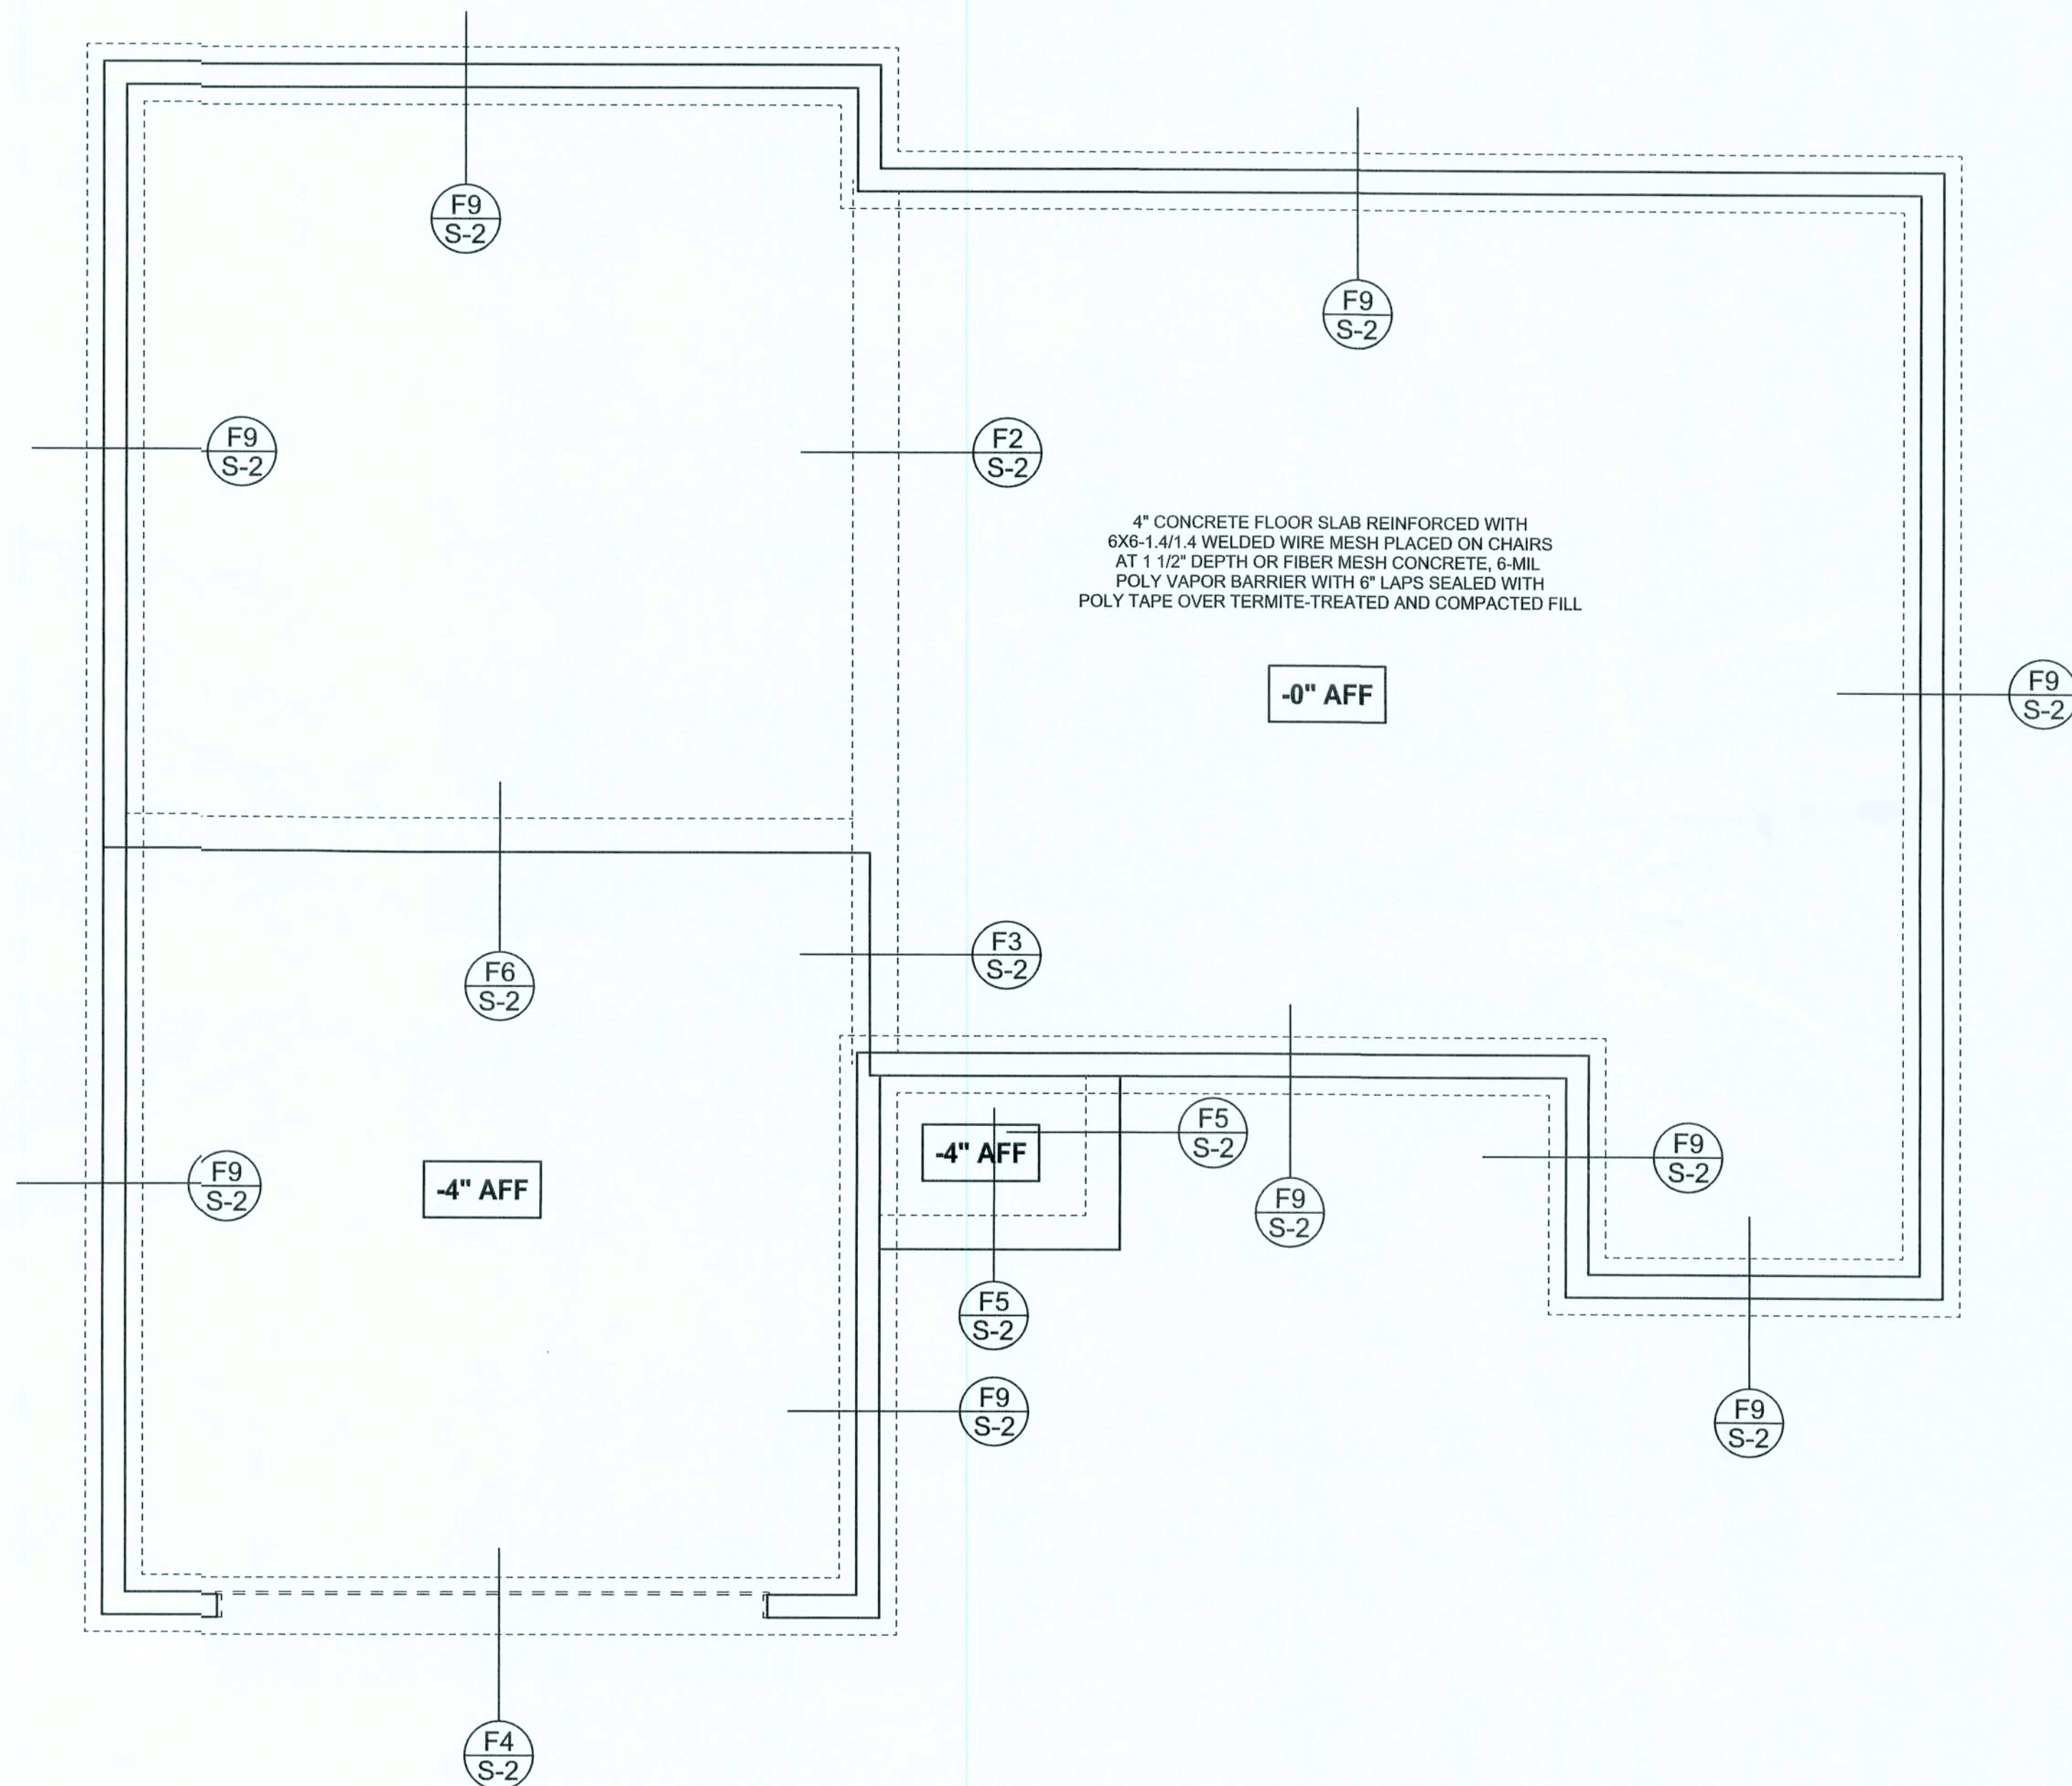 F9
S-2
F9
S-2
F9
S-2
F2
S-2
4" CONCRETE FLOOR SLAB REINFORCED WITH
6X6-1.4/1.4 WELDED WIRE MESH PLACED ON CHAIRS
AT 1 1/2" DEPTH OR FIBER MESH CONCRETE, 6-MIL
POLY VAPOR BARRIER WITH 6" LAPS SEALED WITH
POLY TAPE OVER TERMITE-TREATED AND COMPACTED FILL
-0" AFF
F9
S-2
F3
S-2
F6
S-2
F5
S-2
-4" AFF
F9
S-2
F9
S-2
-4" AFF
F9
S-2
F5
S-2
F9
S-2
F9
S-2
F4
S-2